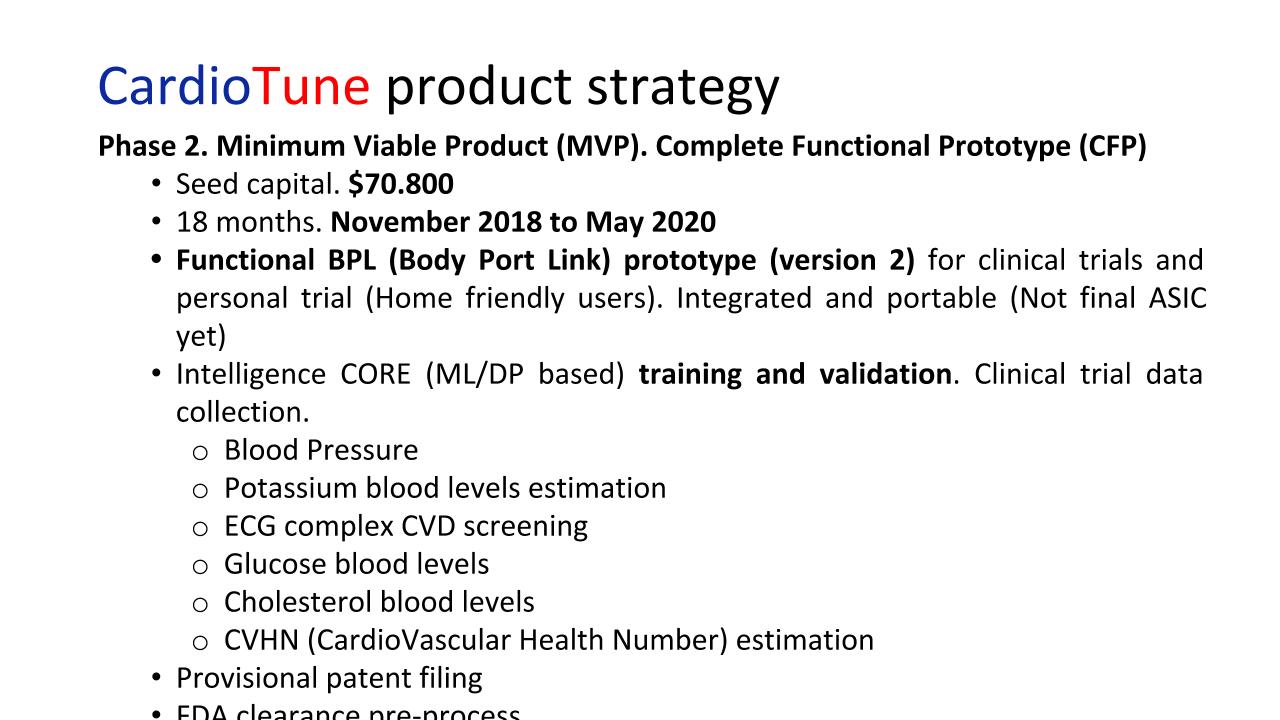 CardioTune product strategy
Phase 2. Minimum Viable Product (MVP). Complete Functional Prototype (CFP)
• Seed capital. $70.800
• 18 months. November 2018 to May 2020
• Functional BPL (Body Port Link) prototype (version 2) for clinical trials and
personal trial (Home friendly users). Integrated and portable (Not final ASIC
yet)
• Intelligence CORE (ML/DP based) training and validation. Clinical trial data
collection.
o Blood Pressure
o Potassium blood levels estimation
o ECG complex CVD screening
o Glucose blood levels
o Cholesterol blood levels
o CVHN (CardioVascular Health Number) estimation
• Provisional patent filing
• FDA clearance pre-process